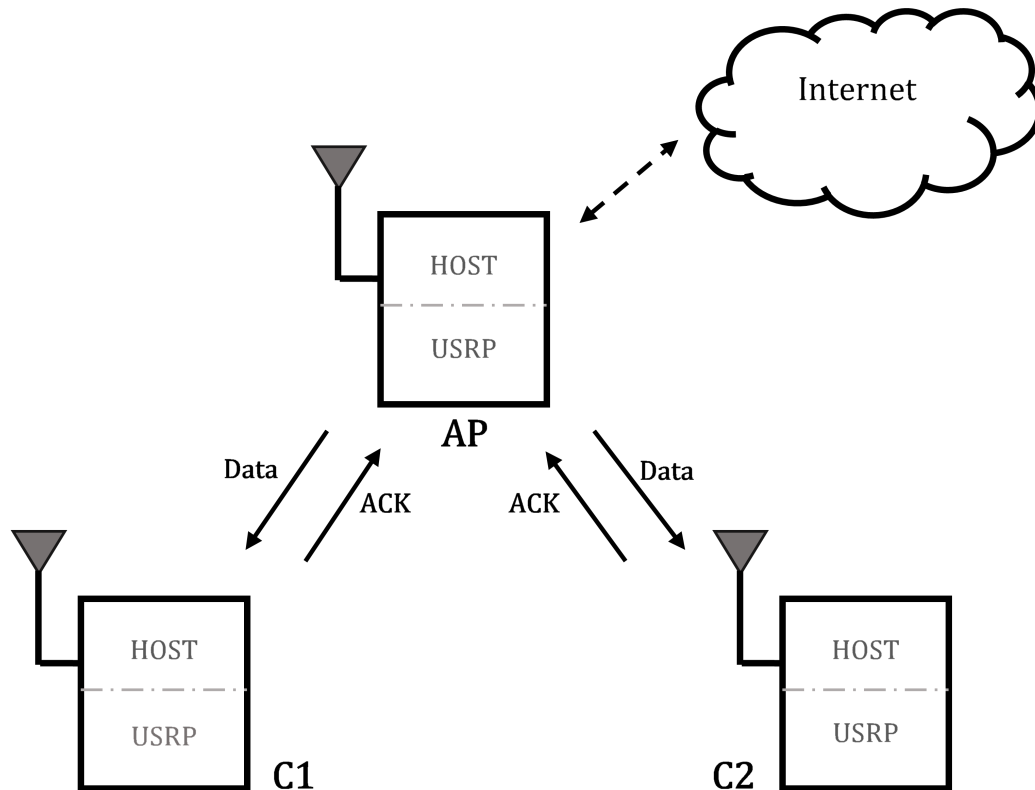 Internet
HOST
USRP
AP
Data
ACK
ACK
Data
HOST
USRP
C1
HOST
USRP
C2